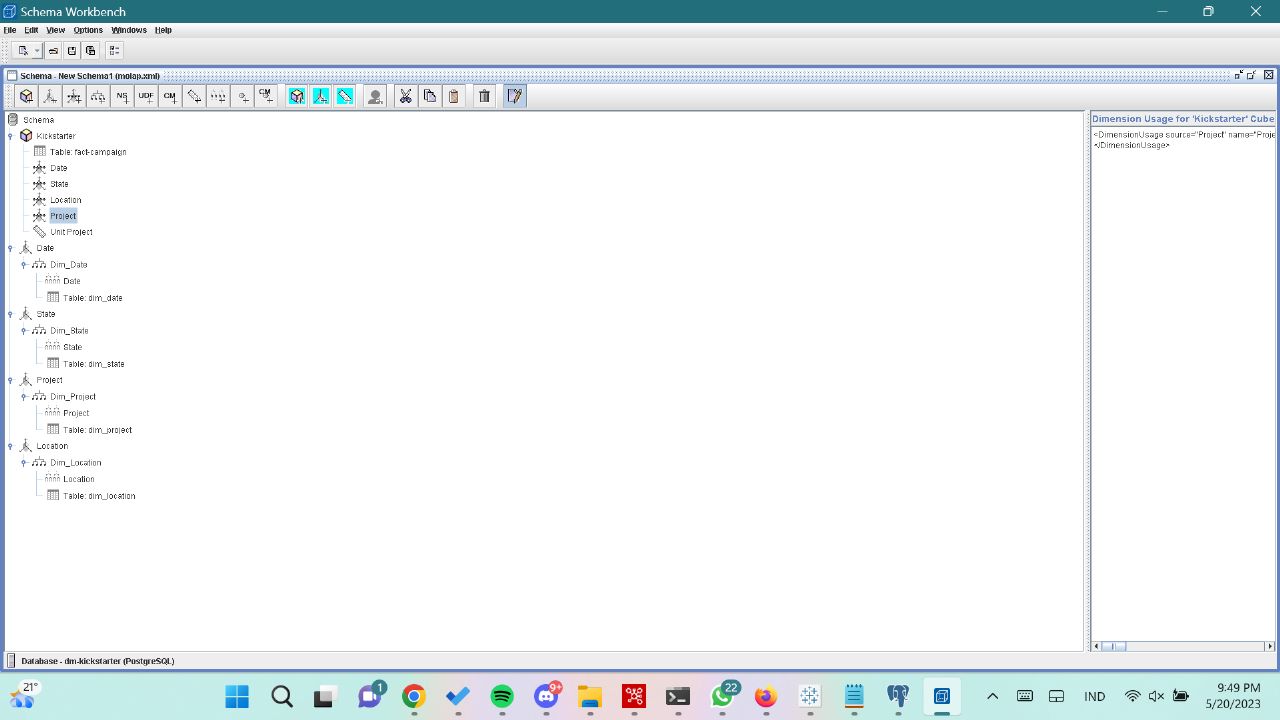 Schema Workbench
File Edit View Options Windows Help
Schema - New Schema1 (molap.xml)
NS UDF CM CM
Schema
Kickstarter
Table: fact-campaign
Date
State
Location
Project
Unit Project
Date
Dim_Date
Date
Table: dim_date
State
Dim_State
State
Table: dim_state
Project
Dim_Project
Project
Table: dim_project
Location
Dim_Location
Location
Table: dim_location
Dimension Usage for 'Kickstarter' Cube
<DimensionUsage source="Project" name="Proje
</DimensionUsage>
Database - dm-kickstarter (PostgreSQL)
21°
1
9+
22
IND
9:49 PM
5/20/2023